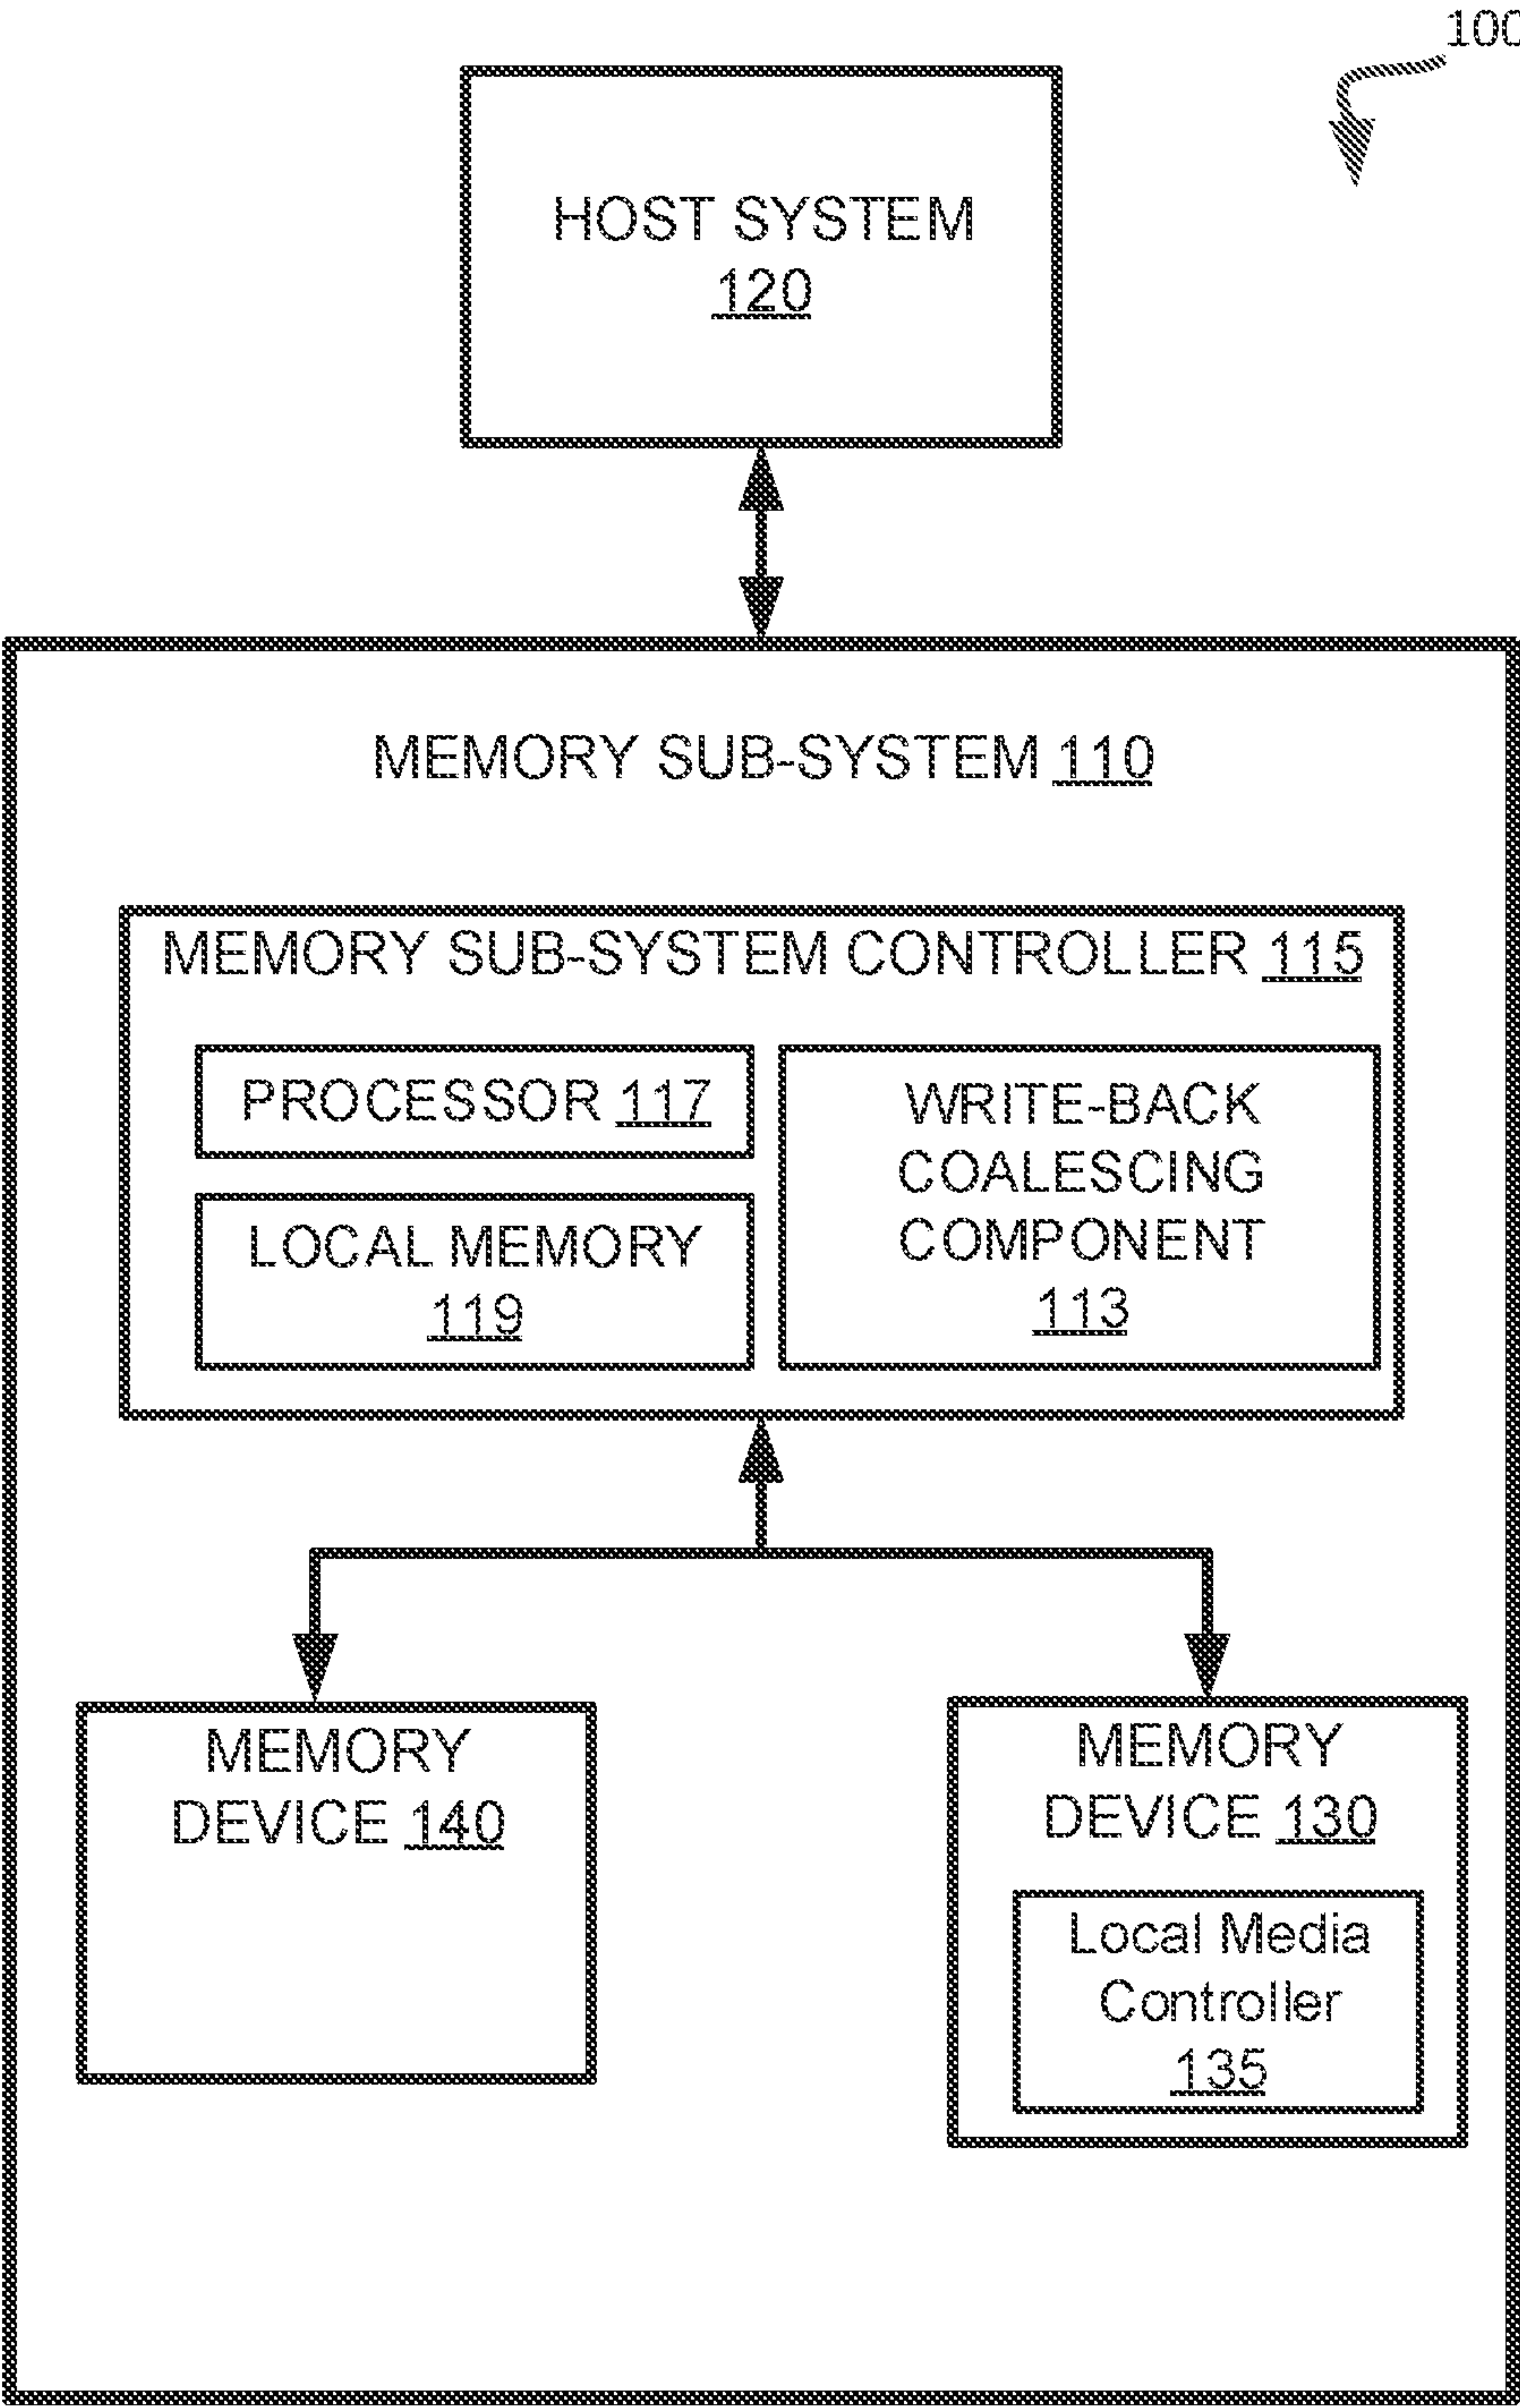 100
HOST SYSTEM
120
MEMORY SUB-SYSTEM 110
MEMORY SUB-SYSTEM CONTROLLER 115
PROCESSOR 117
LOCAL MEMORY
119
WRITE-BACK
COALESCING
COMPONENT
113
MEMORY
DEVICE 140
MEMORY
DEVICE 130
Local Media
Controller
135